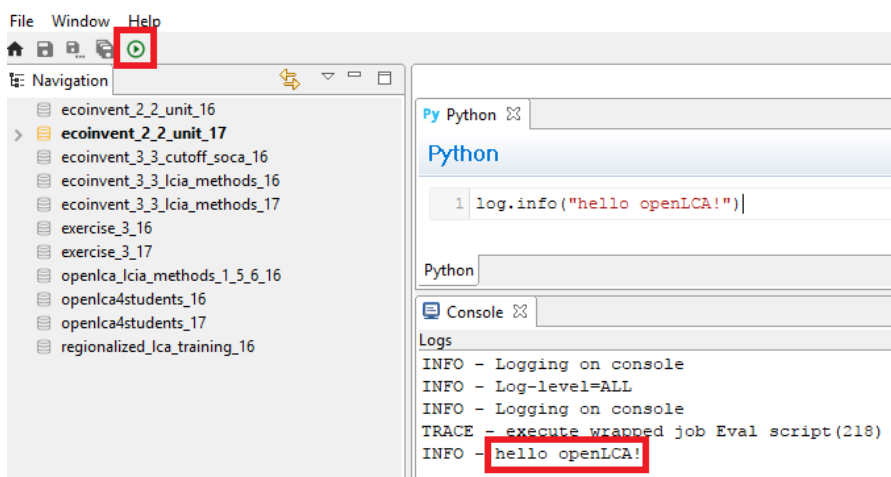 File Window Help
Navigation
ecoinvent_2_2_unit_16
ecoinvent_2_2_unit_17
ecoinvent_3_3_cutoff_soca_16
ecoinvent_3_3_lcia_methods_16
ecoinvent_3_3_lcia_methods_17
exercise_3_16
exercise_3_17
openlca_lcia_methods_1_5_6_16
openlca4students_16
openlca4students_17
regionalized_lca_training_16
Py Python
Python
1 log.info("hello openLCA!")
Python
Console
Logs
INFO - Logging on console
INFO - Log-level=ALL
INFO - Logging on console
TRACE - execute wrapped job Eval script(218)
INFO - hello openLCA!